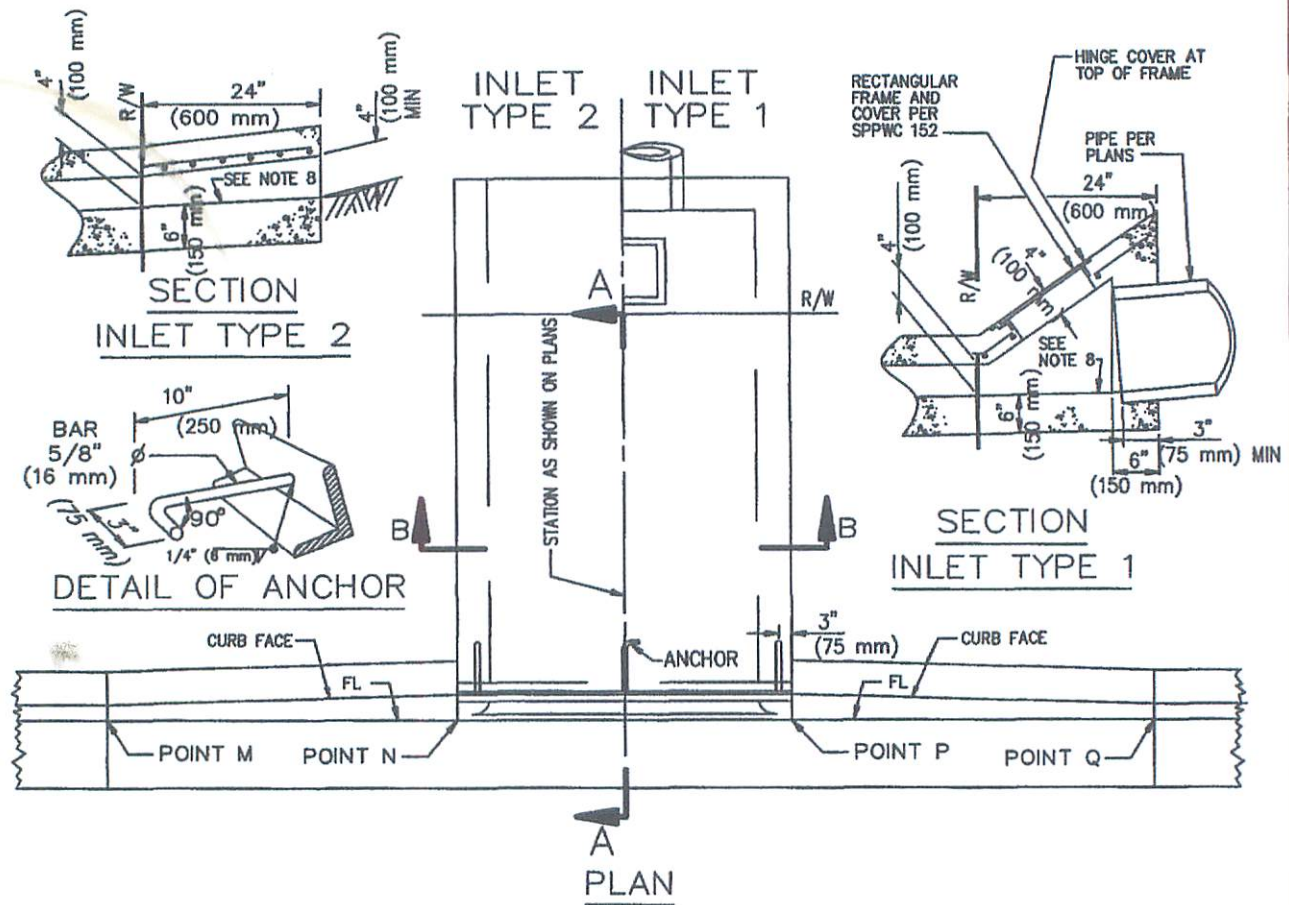 4"
(100 mm)
R/W
24"
(600 mm)
4"
(100 mm)
MIN
SEE NOTE 8
6"
(150 mm)
SECTION
INLET TYPE 2
10"
(250 mm)
BAR
5/8" Ø
(16 mm)
3"
(75 mm)
90°
1/4" (6 mm)
DETAIL OF ANCHOR
INLET
TYPE 2
INLET
TYPE 1
A
R/W
STATION AS SHOWN ON PLANS
B
B
3"
(75 mm)
ANCHOR
CURB FACE
FL
CURB FACE
FL
POINT M
POINT N
POINT P
POINT Q
A
PLAN
HINGE COVER AT
TOP OF FRAME
RECTANGULAR
FRAME AND
COVER PER
SPPWC 152
PIPE PER
PLANS
24"
(600 mm)
4"
(100 mm)
R/W
4"
(100 mm)
SEE
NOTE 8
6"
(150 mm)
3"
(75 mm) MIN
6"
(150 mm)
SECTION
INLET TYPE 1